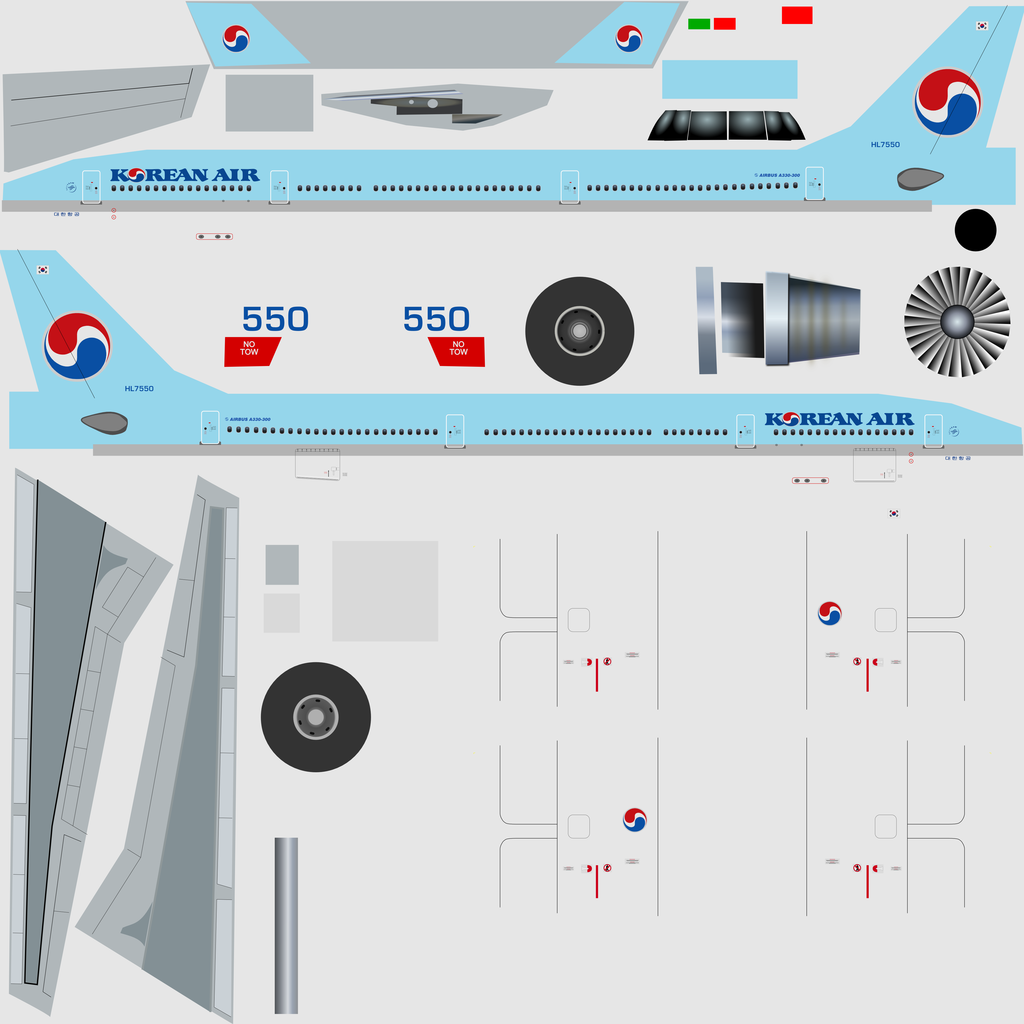 HL7550
KOREAN AIR
AIRBUS A330-300
대한항공
550
NO
TOW
550
NO
TOW
HL7550
AIRBUS A330-300
KOREAN AIR
대한항공